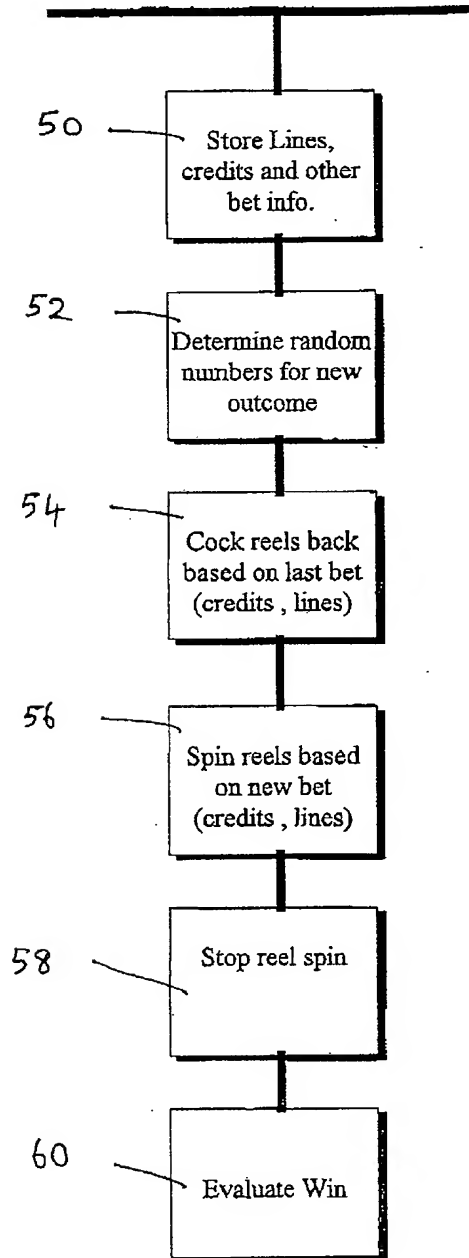 50
Store Lines,
credits and other
bet info.
52
Determine random
numbers for new
outcome
54
Cock reels back
based on last bet
(credits , lines)
56
Spin reels based
on new bet
(credits , lines)
58
Stop reel spin
60
Evaluate Win